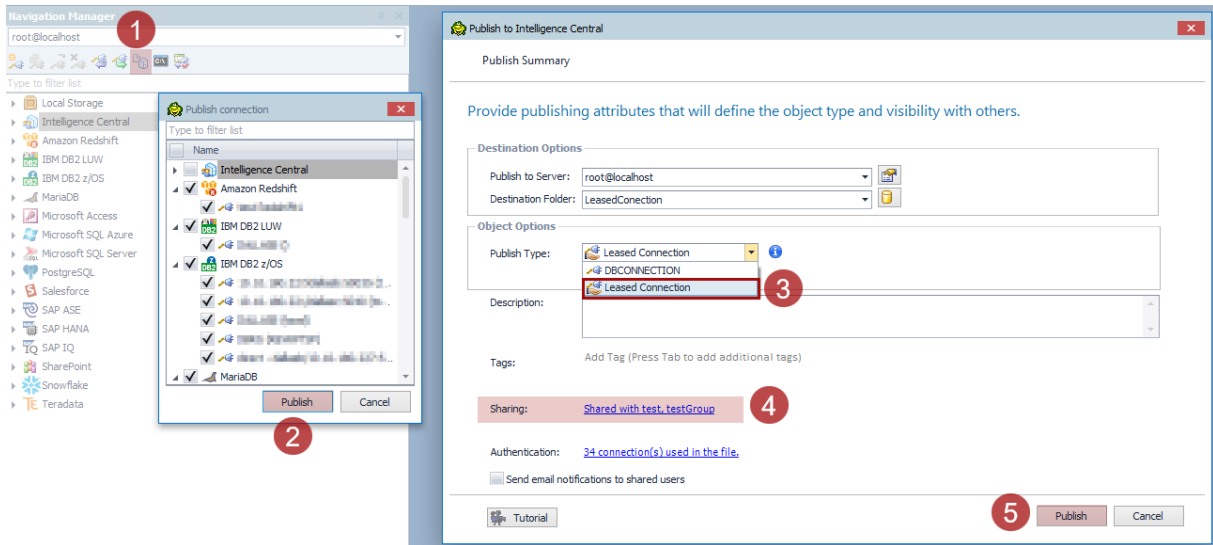 Navigation Manager
1
root@localhost
Type to filter list
Local Storage
Intelligence Central
Amazon Redshift
IBM DB2 LUW
IBM DB2 z/OS
MariaDB
Microsoft Access
Microsoft SQL Azure
Microsoft SQL Server
PostgreSQL
Salesforce
SAP ASE
SAP HANA
SAP IQ
SharePoint
Snowflake
Teradata
Publish connection
Type to filter list
Name
Intelligence Central
Amazon Redshift
IBM DB2 LUW
IBM DB2 z/OS
MariaDB
Publish Cancel
2
Publish to Intelligence Central
Publish Summary
Provide publishing attributes that will define the object type and visibility with others.
Destination Options
Publish to Server: root@localhost
Destination Folder: LeasedConection
Object Options
Publish Type: Leased Connection
DBCONNECTION
Leased Connection
3
Description:
Tags: Add Tag (Press Tab to add additional tags)
Sharing: Shared with test, testGroup 4
Authentication: 34 connection(s) used in the file.
Send email notifications to shared users
Tutorial 5 Publish Cancel